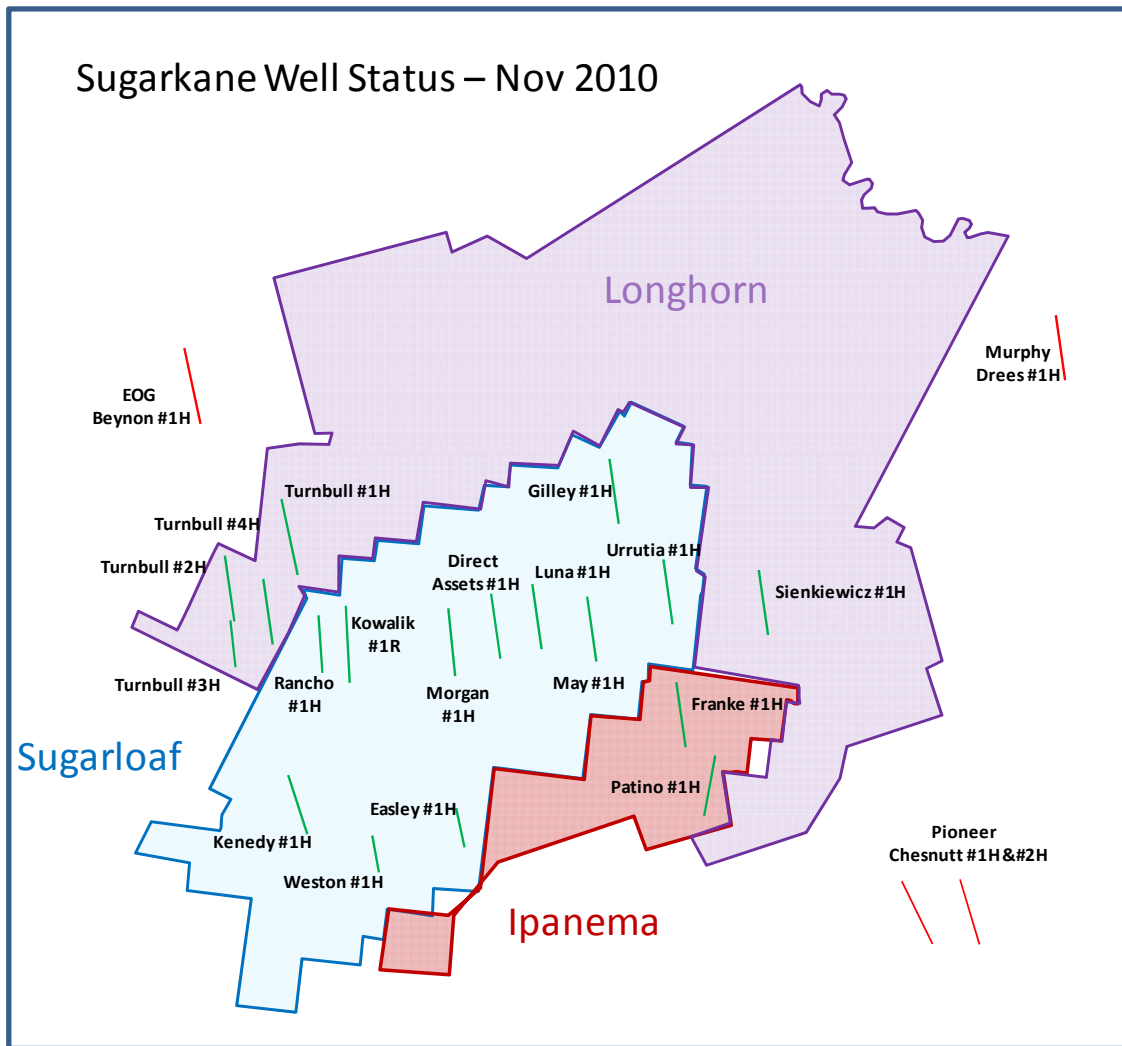 Sugarkane Well Status – Nov 2010
Longhorn
Murphy
Drees #1H
EOG
Beynon #1H
Turnbull #1H
Gilley #1H
Turnbull #4H
Turnbull #2H
Direct
Assets #1H
Luna #1H
Urrutia #1H
Sienkiewicz #1H
Kowalik
#1R
Turnbull #3H
Rancho
#1H
Morgan
#1H
May #1H
Franke #1H
Sugarloaf
Patino #1H
Easley #1H
Kenedy #1H
Weston #1H
Pioneer
Chesnutt #1H &#2H
Ipanema